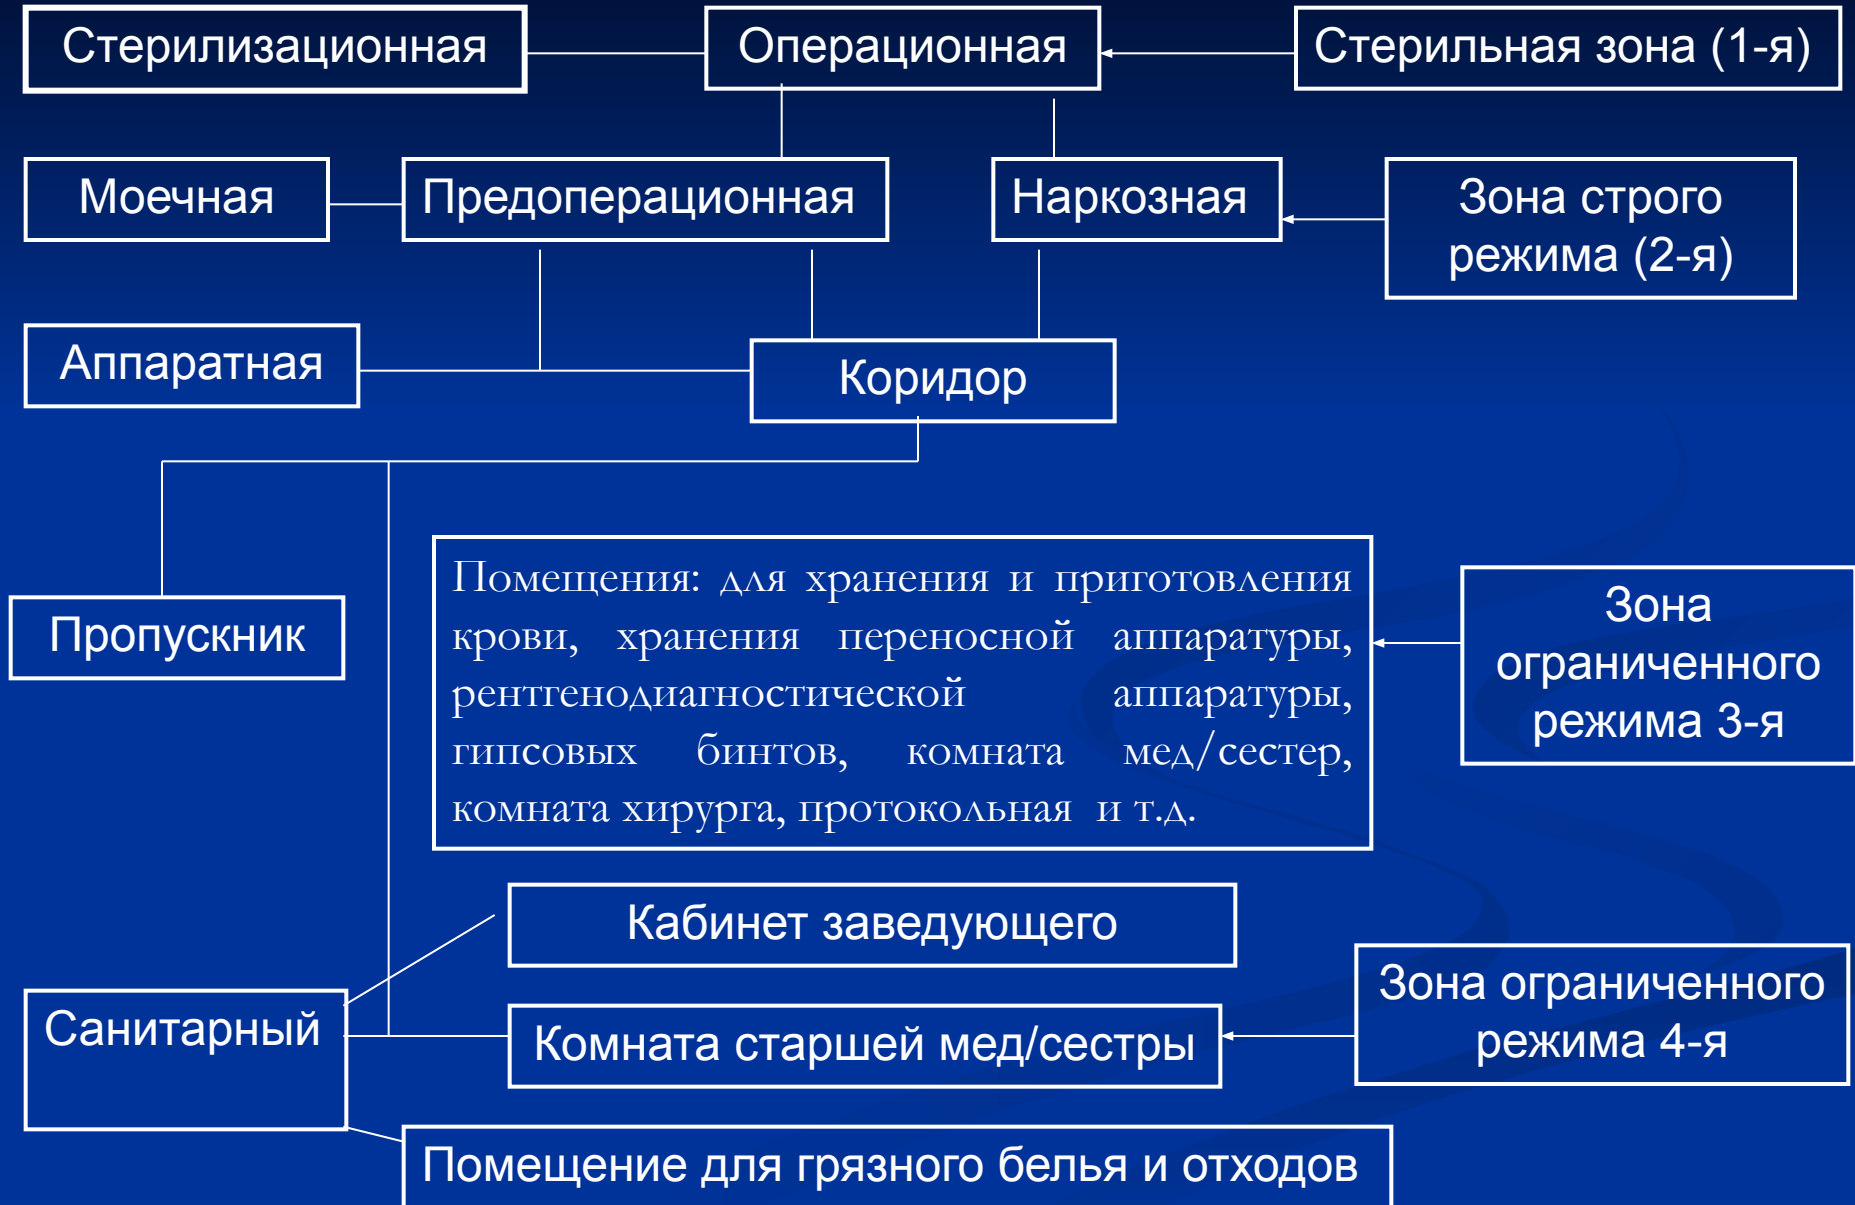 Стерилизационная
Операционная
Стерильная зона (1-я)
Моечная
Предоперационная
Наркозная
Зона строго
режима (2-я)
Аппаратная
Коридор
Пропускник
Помещения: для хранения и приготовления
крови, хранения переносной аппаратуры,
рентгенодиагностической аппаратуры,
гипсовых бинтов, комната мед/сестер,
комната хирурга, протокольная и т.д.
Зона
ограниченного
режима 3-я
Кабинет заведующего
Санитарный
Комната старшей мед/сестры
Зона ограниченного
режима 4-я
Помещение для грязного белья и отходов